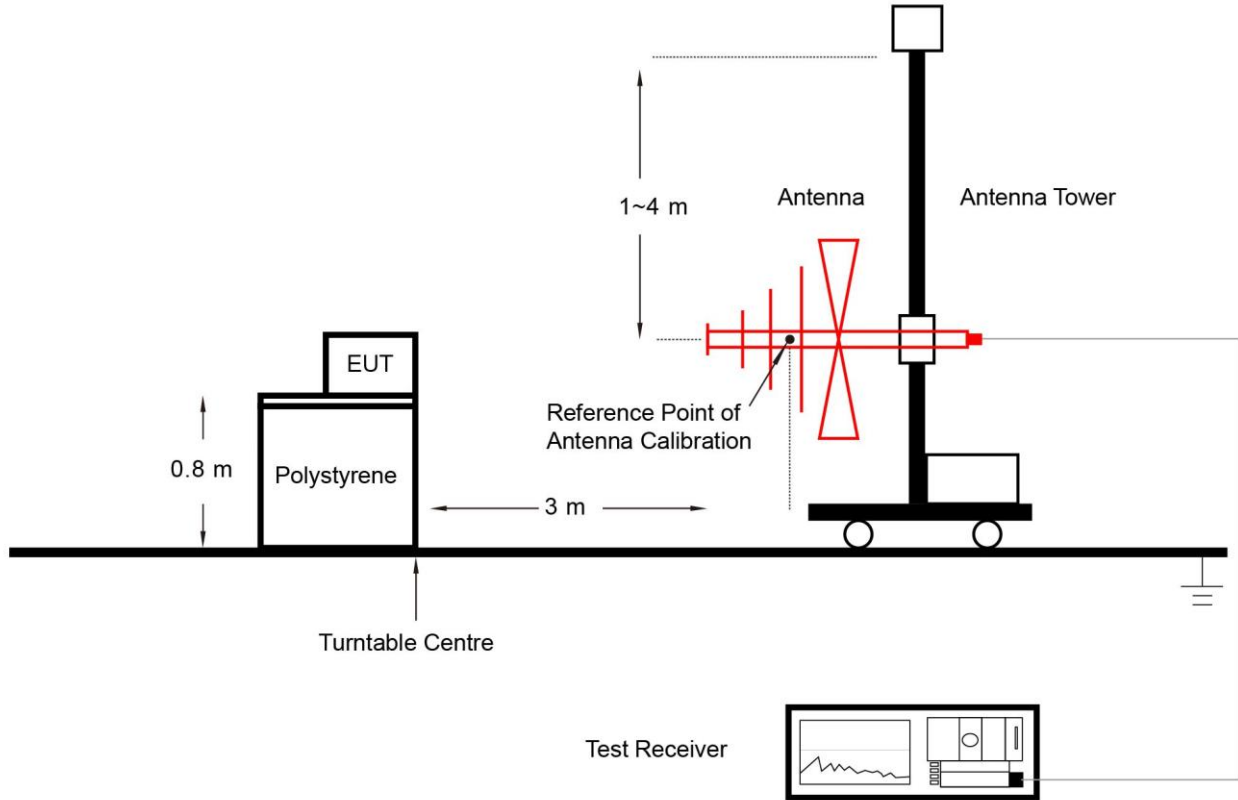 1~4 m
Antenna
Antenna Tower
EUT
Reference Point of
Antenna Calibration
0.8 m
Polystyrene
3 m
Turntable Centre
Test Receiver